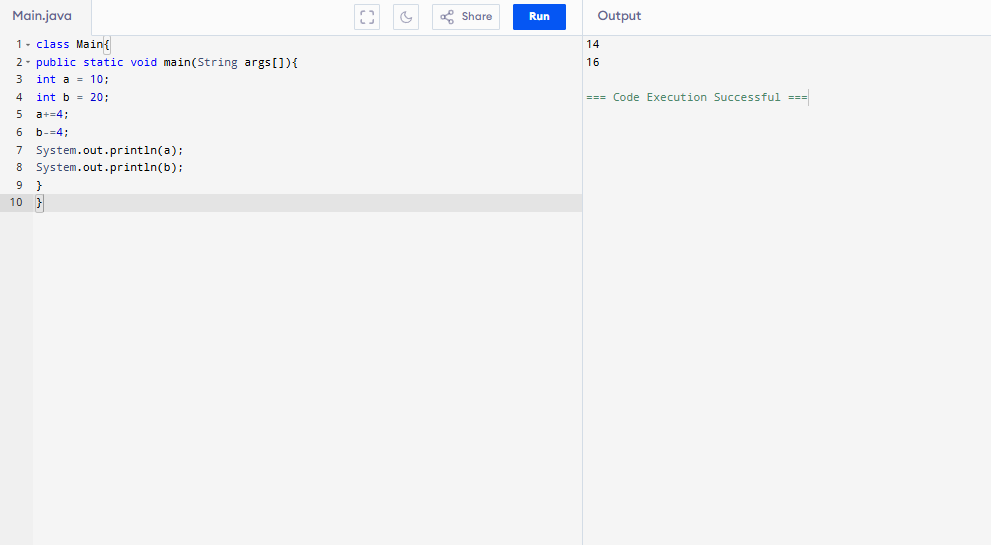 Main.java
Share
Run
Output
1 class Main{
2 public static void main(String args[]){
3 int a = 10;
4 int b = 20;
5 a+=4;
6 b-=4;
7 System.out.println(a);
8 System.out.println(b);
9 }
10 }
14
16
=== Code Execution Successful ===